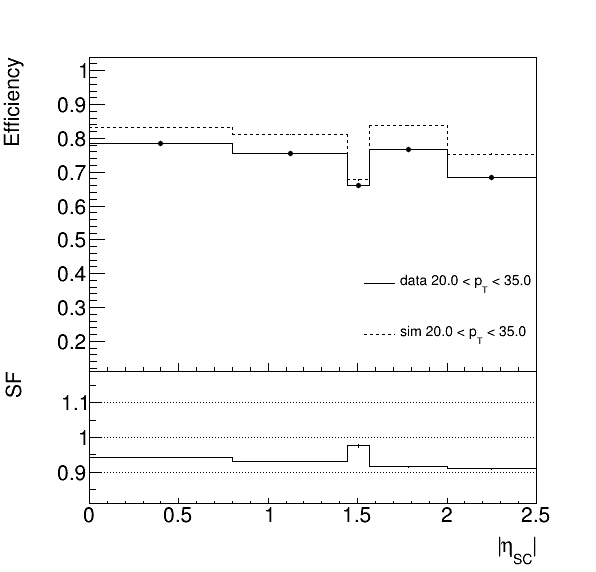 Efficiency
1
0.9
0.8
0.7
0.6
0.5
0.4
0.3
0.2
data 20.0 < p_T < 35.0
sim 20.0 < p_T < 35.0
SF
1.1
1
0.9
0 0.5 1 1.5 2 2.5
|η_SC|